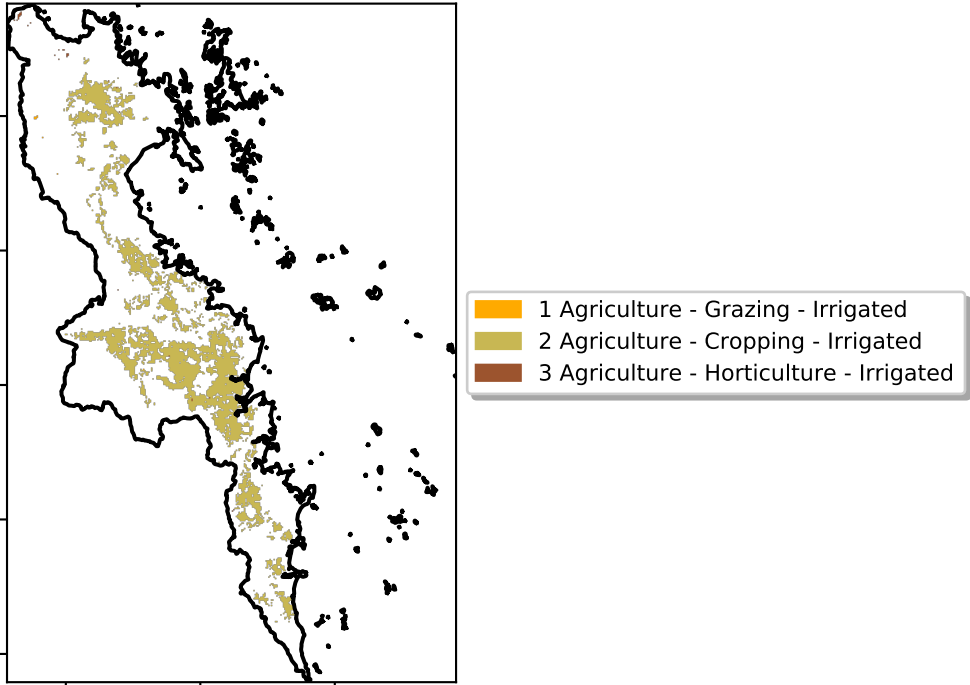 1 Agriculture - Grazing - Irrigated
2 Agriculture - Cropping - Irrigated
3 Agriculture - Horticulture - Irrigated